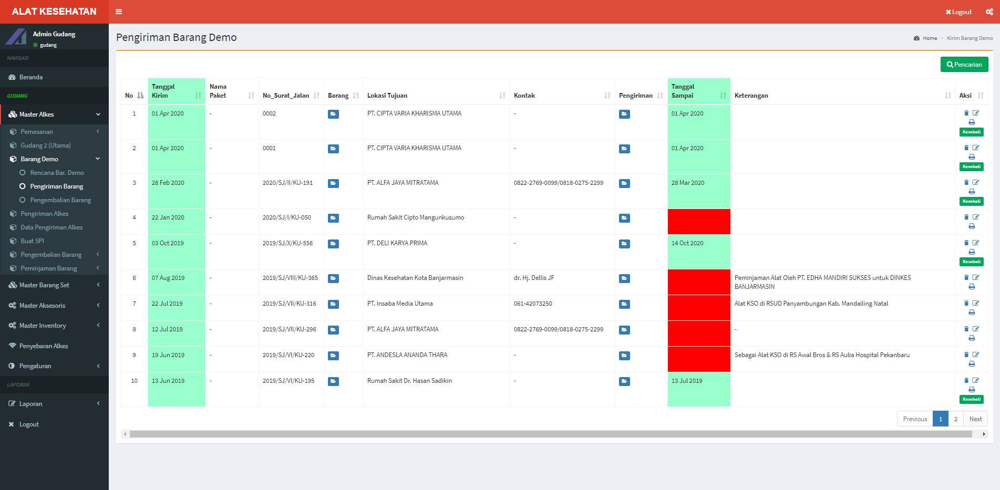 ALAT KESEHATAN
Logout
Admin Gudang
gudang
NAVIGASI
Beranda
GUDANG
Master Alkes
Pemesanan
Gudang 2 (Utama)
Barang Demo
Rencana Bar. Demo
Pengiriman Barang
Pengembalian Barang
Pengiriman Alkes
Data Pengiriman Alkes
Buat SPI
Pengembalian Barang
Peminjaman Barang
Master Barang Set
Master Aksesoris
Master Inventory
Penyebaran Alkes
Pengaturan
LAPORAN
Laporan
Logout
Pengiriman Barang Demo
Home > Kirim Barang Demo
Pencarian
No Tanggal Kirim Nama Paket No_Surat_Jalan Barang Lokasi Tujuan Kontak Pengiriman Tanggal Sampai Keterangan Aksi
1 01 Apr 2020 - 0002 PT. CIPTA VARIA KHARISMA UTAMA - 01 Apr 2020
Kembali
2 01 Apr 2020 - 0001 PT. CIPTA VARIA KHARISMA UTAMA - 01 Apr 2020
Kembali
3 28 Feb 2020 - 2020/SJ/II/KU-191 PT. ALFA JAYA MITRATAMA 0822-2769-0099/0818-0275-2299 28 Mar 2020
Kembali
4 22 Jan 2020 - 2020/SJ/I/KU-050 Rumah Sakit Cipto Mangunkusumo - -
5 03 Oct 2019 - 2019/SJ/X/KU-556 PT. DELI KARYA PRIMA - 14 Oct 2020
Kembali
6 07 Aug 2019 - 2019/SJ/VIII/KU-365 Dinas Kesehatan Kota Banjarmasin dr. Hj. Dellis JF - Peminjaman Alat Oleh PT. EDHA MANDIRI SUKSES untuk DINKES
BANJARMASIN
7 22 Jul 2019 - 2019/SJ/VII/KU-316 PT. Insaba Media Utama 061-42073250 - Alat KSO di RSUD Panyambungan Kab. Mandailing Natal
8 12 Jul 2019 - 2019/SJ/VII/KU-296 PT. ALFA JAYA MITRATAMA 0822-2769-0099/0818-0275-2299 - -
9 19 Jun 2019 - 2019/SJ/VI/KU-220 PT. ANDESLA ANANDA THARA - - Sebagai Alat KSO di RS Awal Bros & RS Aulia Hospital Pekanbaru
10 13 Jun 2019 - 2019/SJ/VI/KU-195 Rumah Sakit Dr. Hasan Sadikin - 13 Jul 2019
Kembali
Previous 1 2 Next